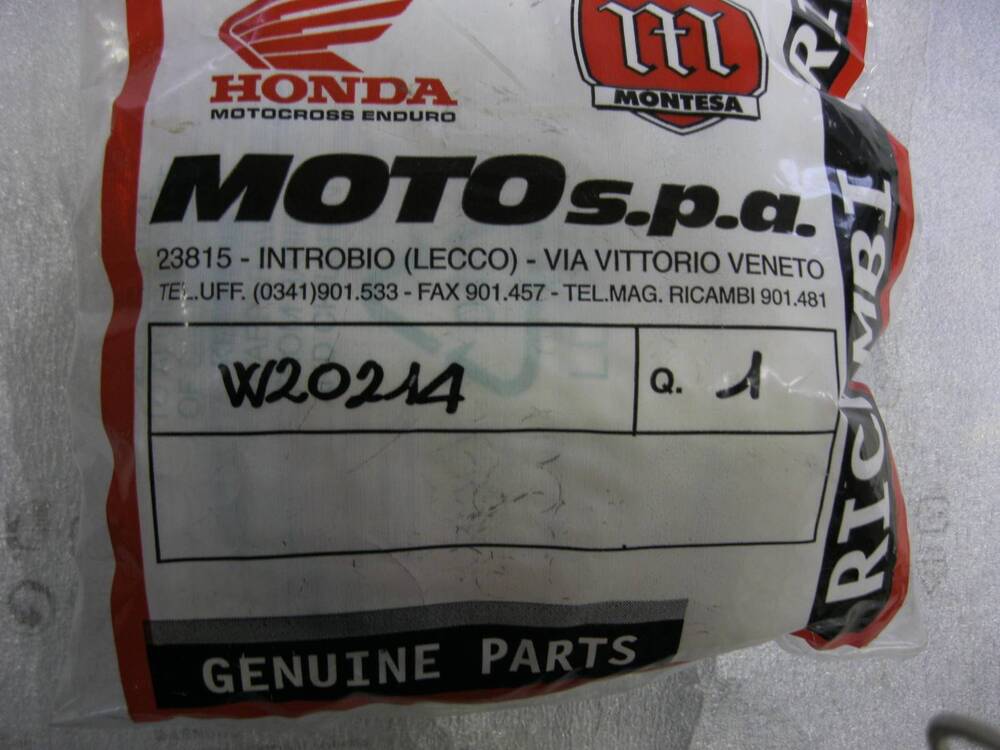 HONDA
MOTOCROSS ENDURO
m
MONTESA
MOTO s.p.a.
23815 - INTROBIO (LECCO) - VIA VITTORIO VENETO
TEL.UFF. (0341)901.533 - FAX 901.457 - TEL.MAG. RICAMBI 901.481
W20214
Q. 1
RICAMBI
GENUINE PARTS